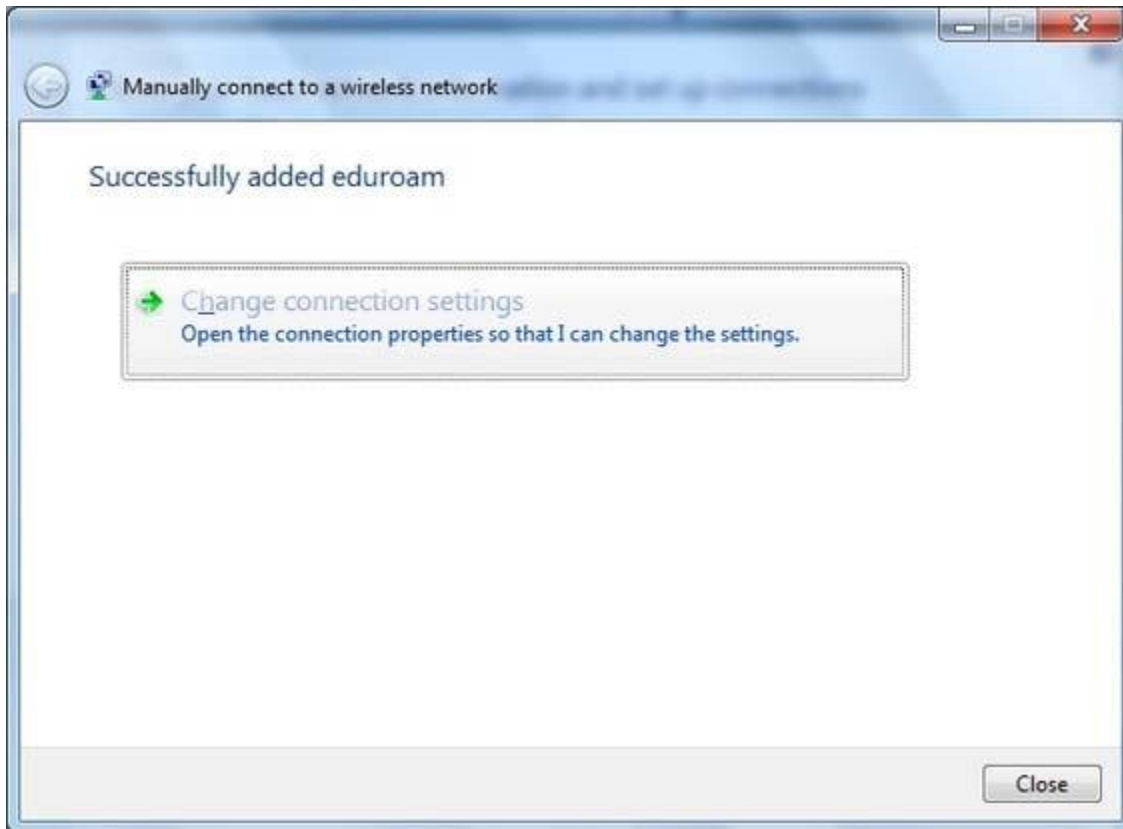 Manually connect to a wireless network
Successfully added eduroam
Change connection settings
Open the connection properties so that I can change the settings.
Close